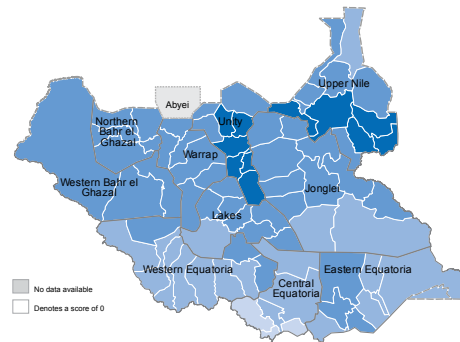 Upper Nile
Abyei
Northern
Bahr el
Ghazal
Unity
Warrap
Western Bahr el
Ghazal
Jonglei
Lakes
Western Equatoria
Central
Equatoria
Eastern Equatoria
No data available
Denotes a score of 0